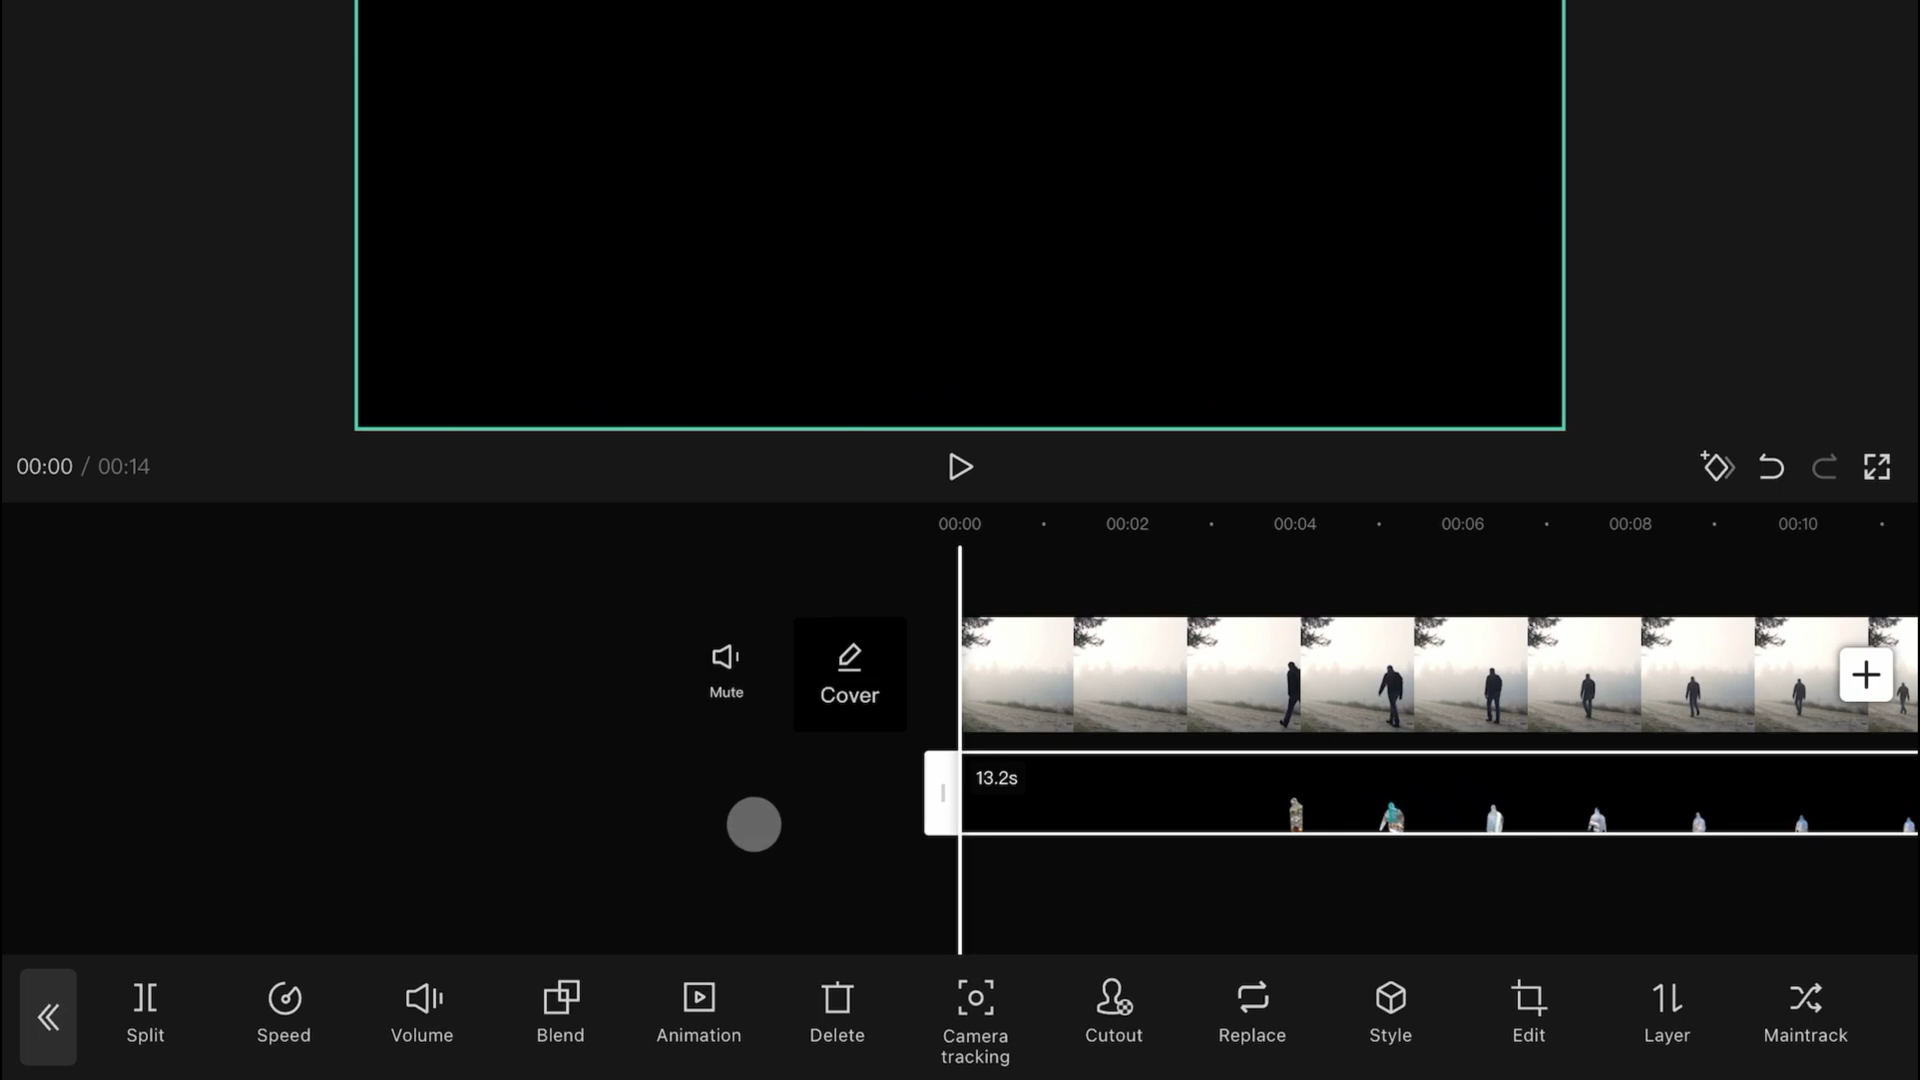 00:00 / 00:14
00:00 00:02 00:04 00:06 00:08 00:10
Mute
Cover
13.2s
Split Speed Volume Blend Animation Delete Camera tracking Cutout Replace Style Edit Layer Maintrack